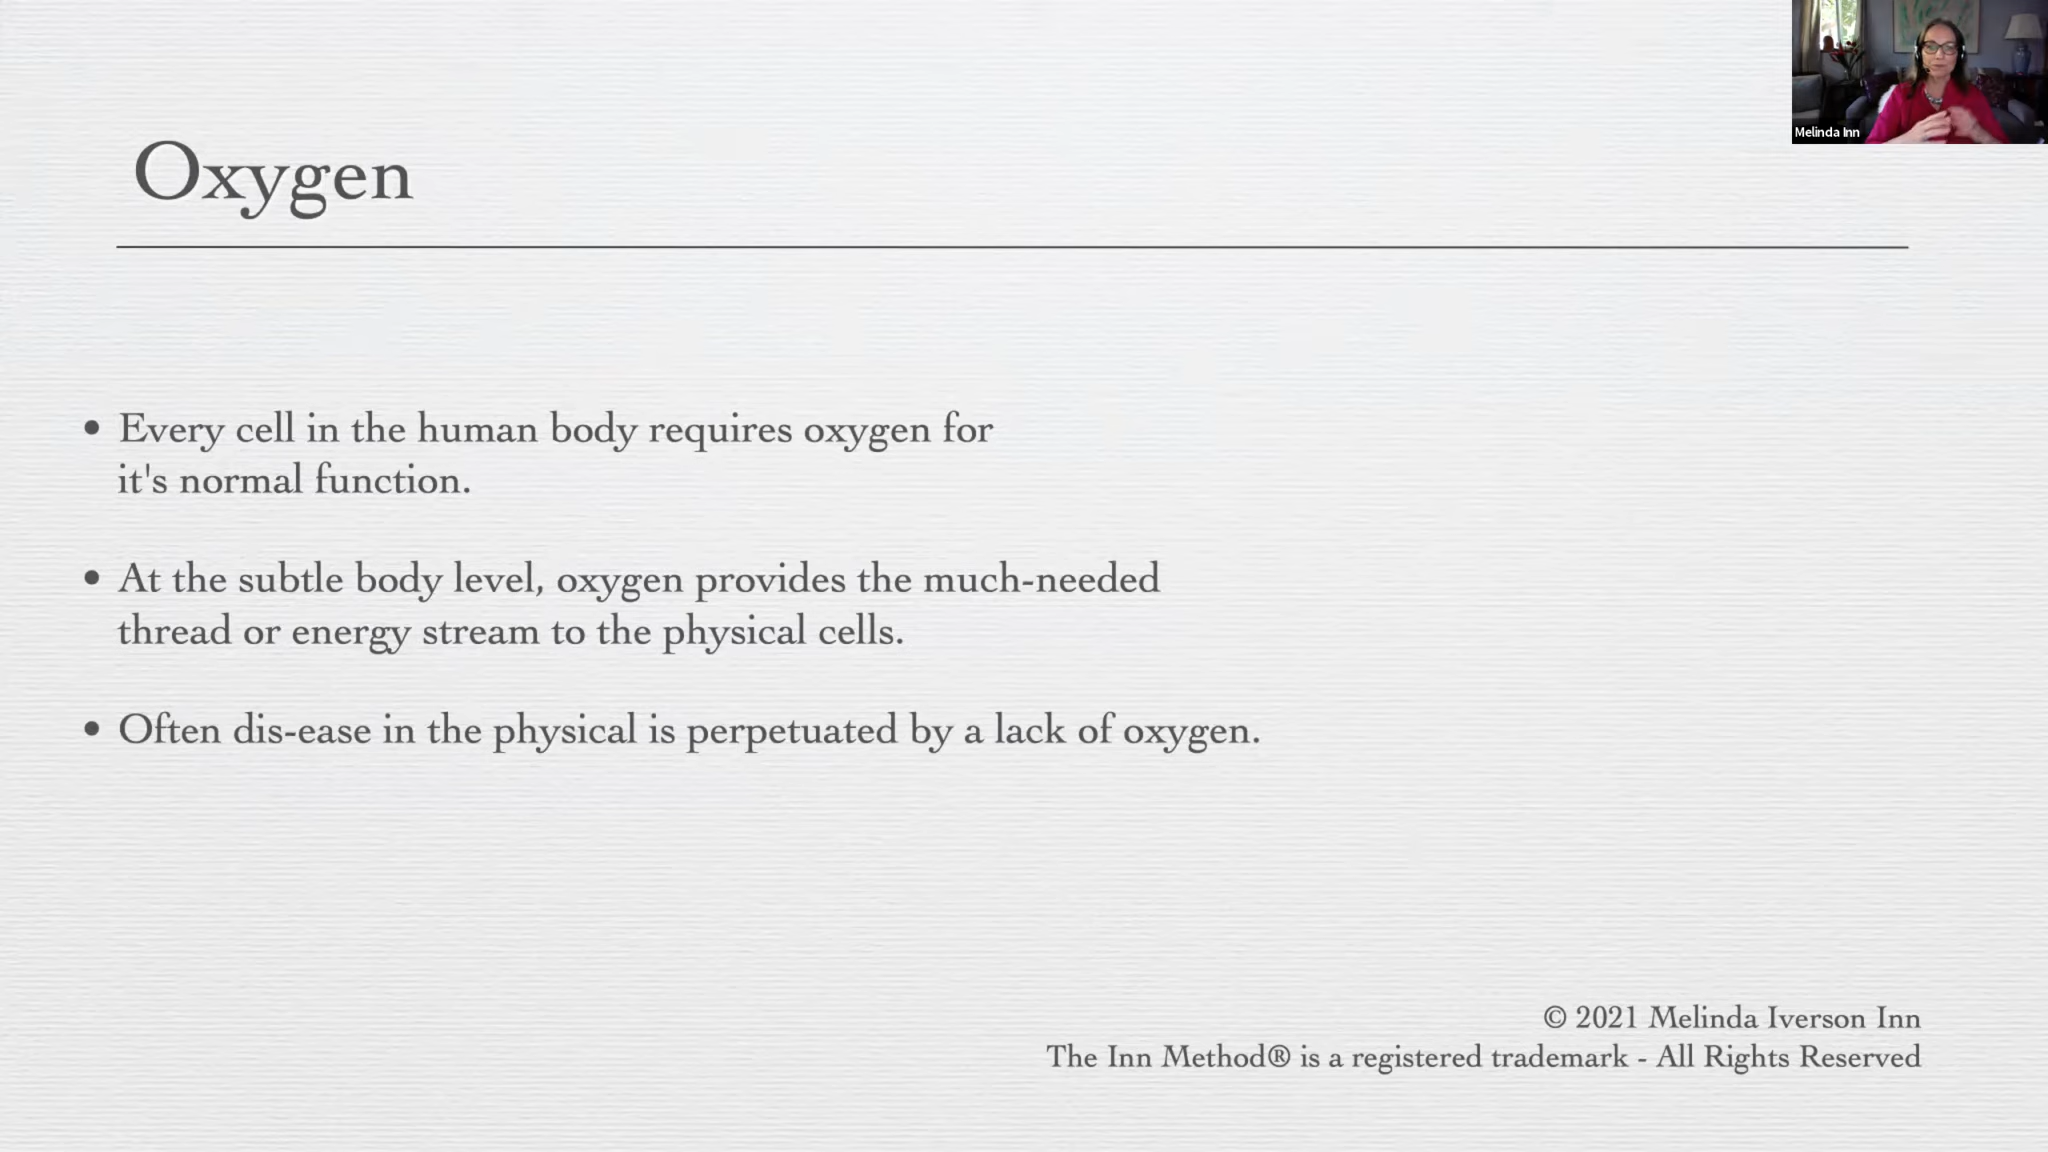 Melinda Inn
Oxygen
• Every cell in the human body requires oxygen for
it's normal function.
• At the subtle body level, oxygen provides the much-needed
thread or energy stream to the physical cells.
• Often dis-ease in the physical is perpetuated by a lack of oxygen.
© 2021 Melinda Iverson Inn
The Inn Method® is a registered trademark - All Rights Reserved